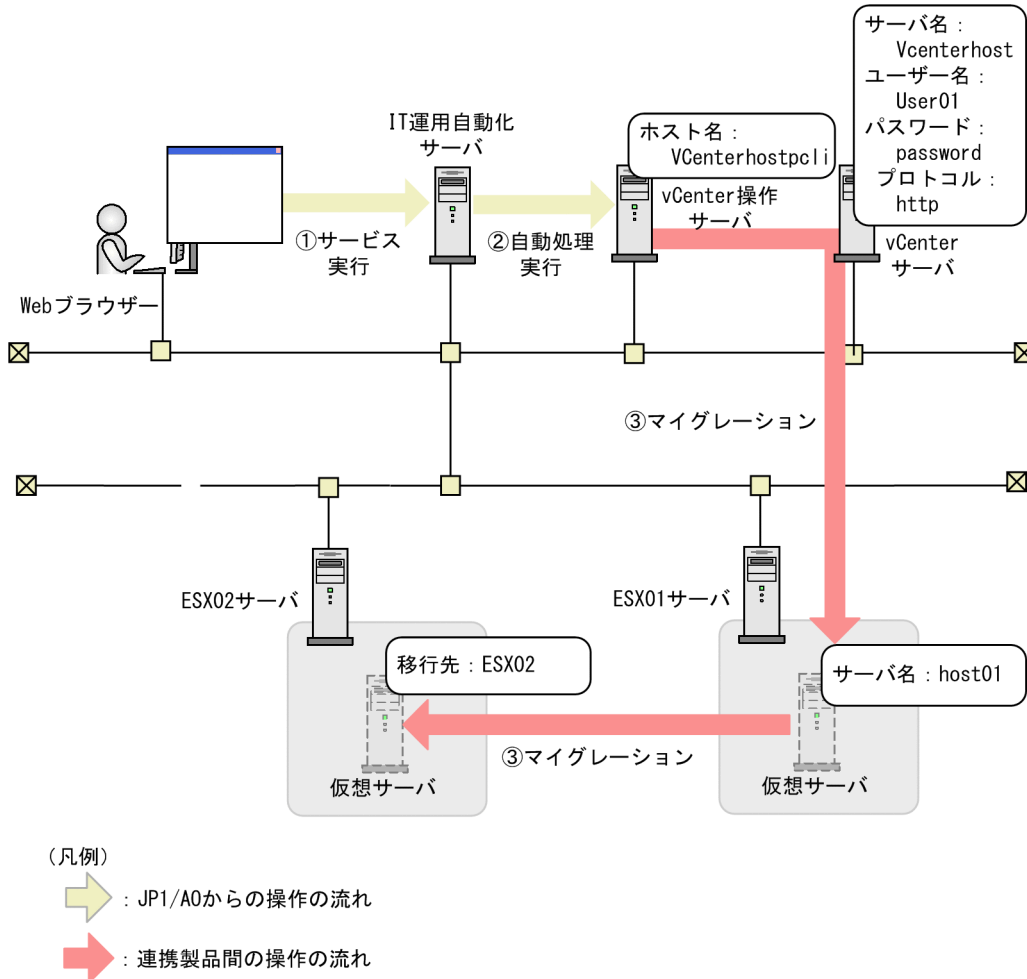 サーバ名：
Vcenterhost
ユーザー名：
User01
パスワード：
password
プロトコル：
http
IT運用自動化
サーバ
ホスト名：
VCenterhostpcli
vCenter操作
サーバ
①サービス
実行
②自動処理
実行
vCenter
サーバ
Webブラウザー
③マイグレーション
ESX02サーバ
ESX01サーバ
移行先：ESX02
サーバ名：host01
③マイグレーション
仮想サーバ
仮想サーバ
（凡例）
：JP1/AOからの操作の流れ
：連携製品間の操作の流れ